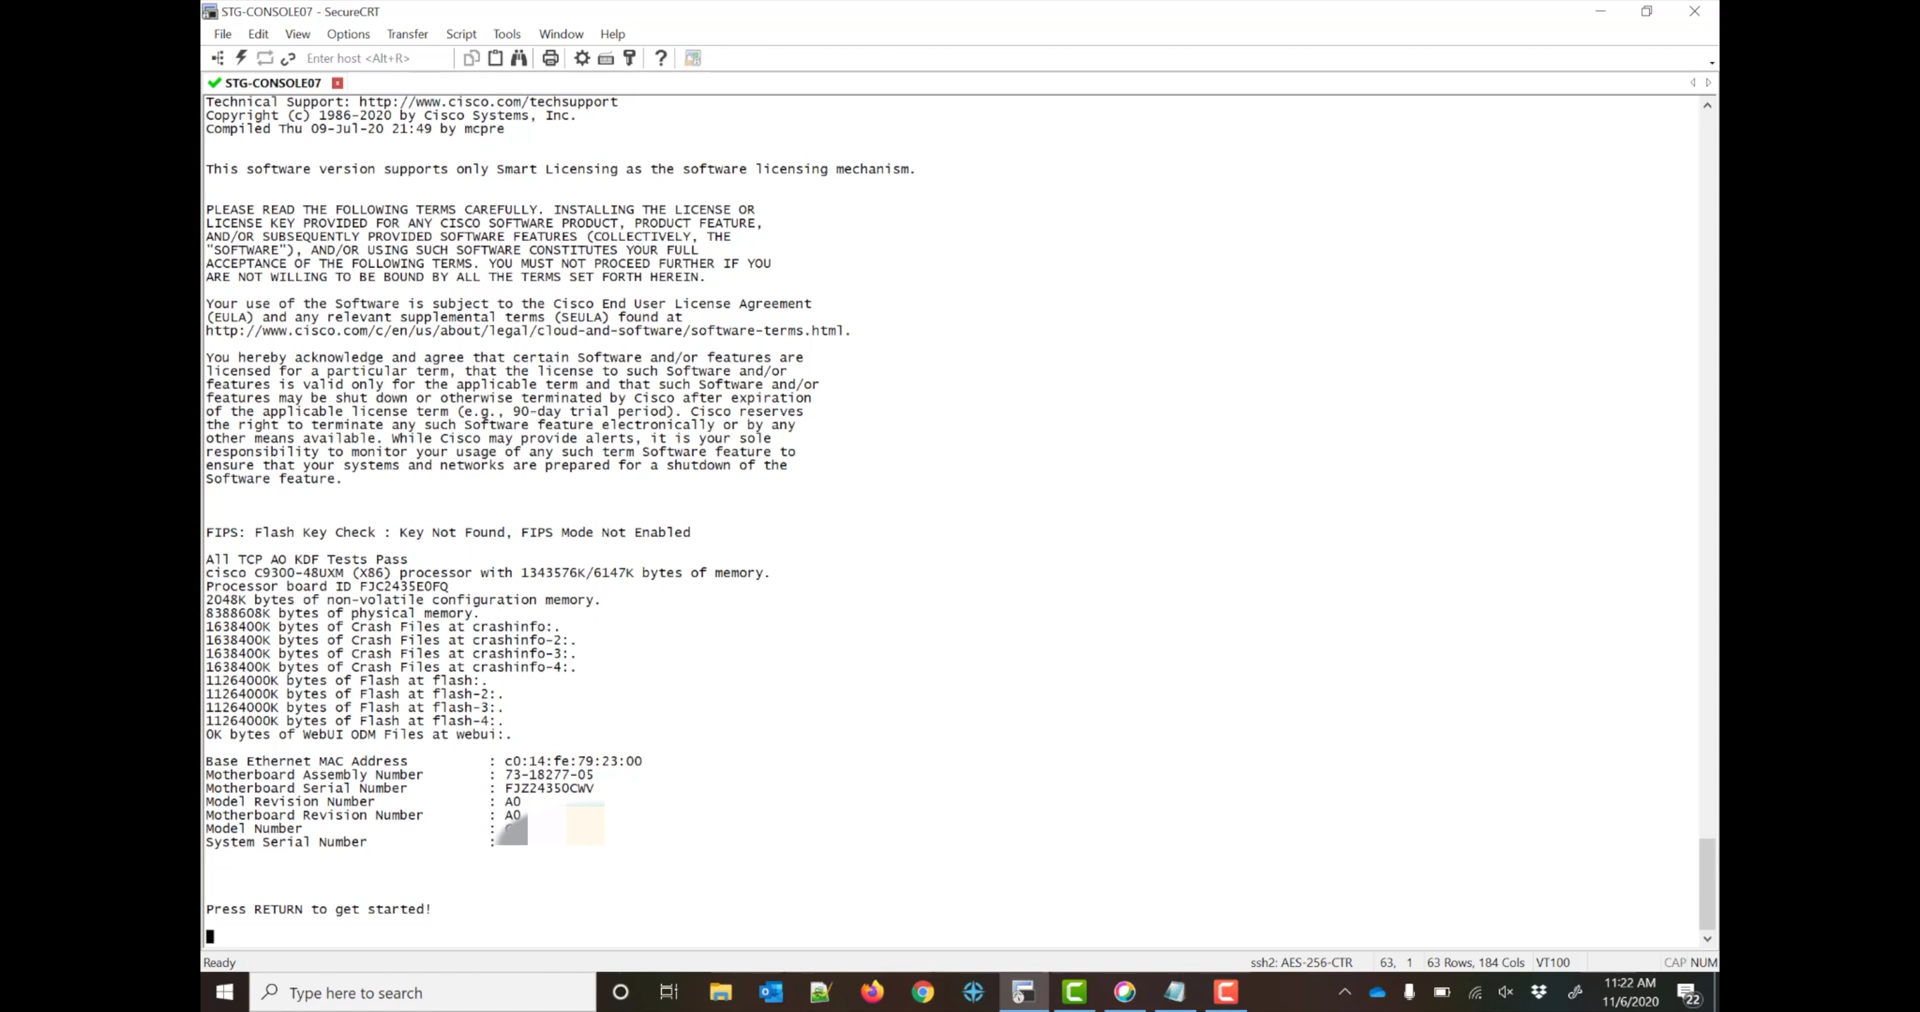 STG-CONSOLE07 - SecureCRT
File Edit View Options Transfer Script Tools Window Help
Enter host <Alt+R>
STG-CONSOLE07
Technical Support: http://www.cisco.com/techsupport
Copyright (c) 1986-2020 by Cisco Systems, Inc.
Compiled Thu 09-Jul-20 21:49 by mcpre
This software version supports only Smart Licensing as the software licensing mechanism.
PLEASE READ THE FOLLOWING TERMS CAREFULLY. INSTALLING THE LICENSE OR
LICENSE KEY PROVIDED FOR ANY CISCO SOFTWARE PRODUCT, PRODUCT FEATURE,
AND/OR SUBSEQUENTLY PROVIDED SOFTWARE FEATURES (COLLECTIVELY, THE
"SOFTWARE"), AND/OR USING SUCH SOFTWARE CONSTITUTES YOUR FULL
ACCEPTANCE OF THE FOLLOWING TERMS. YOU MUST NOT PROCEED FURTHER IF YOU
ARE NOT WILLING TO BE BOUND BY ALL THE TERMS SET FORTH HEREIN.
Your use of the Software is subject to the Cisco End User License Agreement
(EULA) and any relevant supplemental terms (SEULA) found at
http://www.cisco.com/c/en/us/about/legal/cloud-and-software/software-terms.html.
You hereby acknowledge and agree that certain Software and/or features are
licensed for a particular term, that the license to such Software and/or
features is valid only for the applicable term and that such Software and/or
features may be shut down or otherwise terminated by Cisco after expiration
of the applicable license term (e.g., 90-day trial period). Cisco reserves
the right to terminate any such Software feature electronically or by any
other means available. While Cisco may provide alerts, it is your sole
responsibility to monitor your usage of any such term Software feature to
ensure that your systems and networks are prepared for a shutdown of the
Software feature.
FIPS: Flash Key Check : Key Not Found, FIPS Mode Not Enabled
All TCP AO KDF Tests Pass
cisco C9300-48UXM (X86) processor with 1343576K/6147K bytes of memory.
Processor board ID FJC2435E0FQ
2048K bytes of non-volatile configuration memory.
8388608K bytes of physical memory.
1638400K bytes of Crash Files at crashinfo:.
1638400K bytes of Crash Files at crashinfo-2:.
1638400K bytes of Crash Files at crashinfo-3:.
1638400K bytes of Crash Files at crashinfo-4:.
11264000K bytes of Flash at flash:.
11264000K bytes of Flash at flash-2:.
11264000K bytes of Flash at flash-3:.
11264000K bytes of Flash at flash-4:.
0K bytes of WebUI ODM Files at webui:.
Base Ethernet MAC Address : c0:14:fe:79:23:00
Motherboard Assembly Number : 73-18277-05
Motherboard Serial Number : FJZ24350CWV
Model Revision Number : A0
Motherboard Revision Number : A0
Model Number :
System Serial Number :
Press RETURN to get started!
Ready ssh2: AES-256-CTR 63, 1 63 Rows, 184 Cols VT100 CAP NUM
Type here to search
11:22 AM
11/6/2020
22